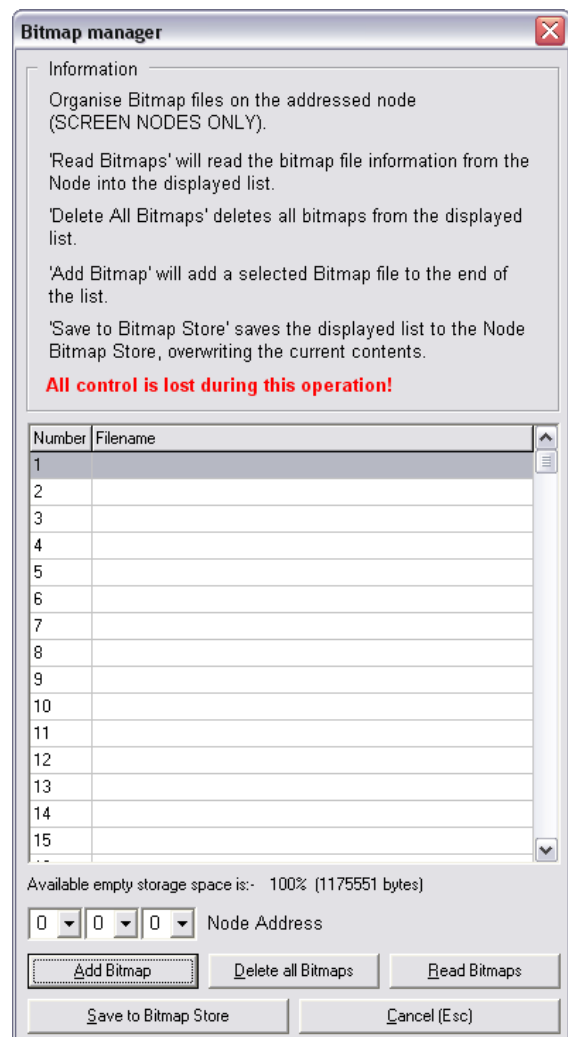 Bitmap manager
Information
Organise Bitmap files on the addressed node
(SCREEN NODES ONLY).
'Read Bitmaps' will read the bitmap file information from the
Node into the displayed list.
'Delete All Bitmaps' deletes all bitmaps from the displayed
list.
'Add Bitmap' will add a selected Bitmap file to the end of
the list.
'Save to Bitmap Store' saves the displayed list to the Node
Bitmap Store, overwriting the current contents.
All control is lost during this operation!
Number Filename
1
2
3
4
5
6
7
8
9
10
11
12
13
14
15
Available empty storage space is:- 100% (1175551 bytes)
0 0 0 Node Address
Add Bitmap Delete all Bitmaps Read Bitmaps
Save to Bitmap Store Cancel (Esc)